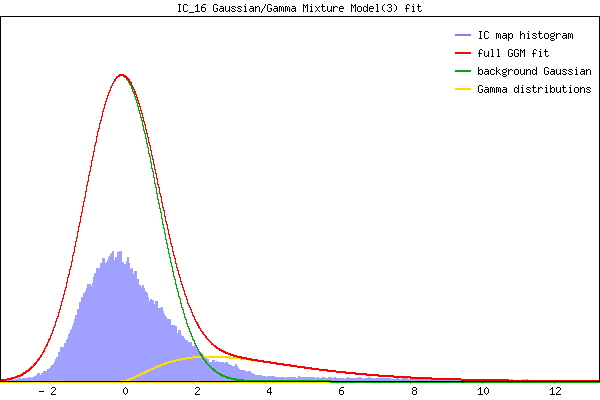 IC_16 Gaussian/Gamma Mixture Model(3) fit
IC map histogram
full GGM fit
background Gaussian
Gamma distributions
-2 0 2 4 6 8 10 12